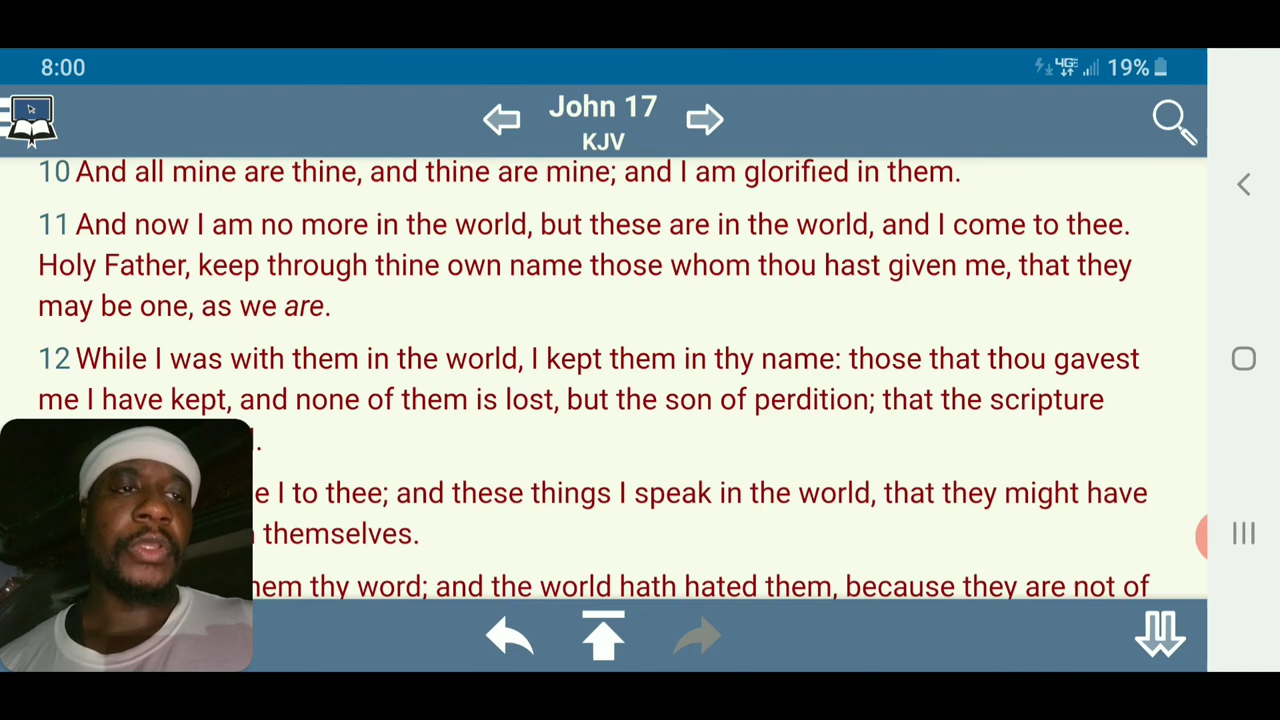 8:00
4G 19%
John 17
KJV
10 And all mine are thine, and thine are mine; and I am glorified in them.
11 And now I am no more in the world, but these are in the world, and I come to thee.
Holy Father, keep through thine own name those whom thou hast given me, that they
may be one, as we are.
12 While I was with them in the world, I kept them in thy name: those that thou gavest
me I have kept, and none of them is lost, but the son of perdition; that the scripture
e I to thee; and these things I speak in the world, that they might have
themselves.
hem thy word; and the world hath hated them, because they are not of